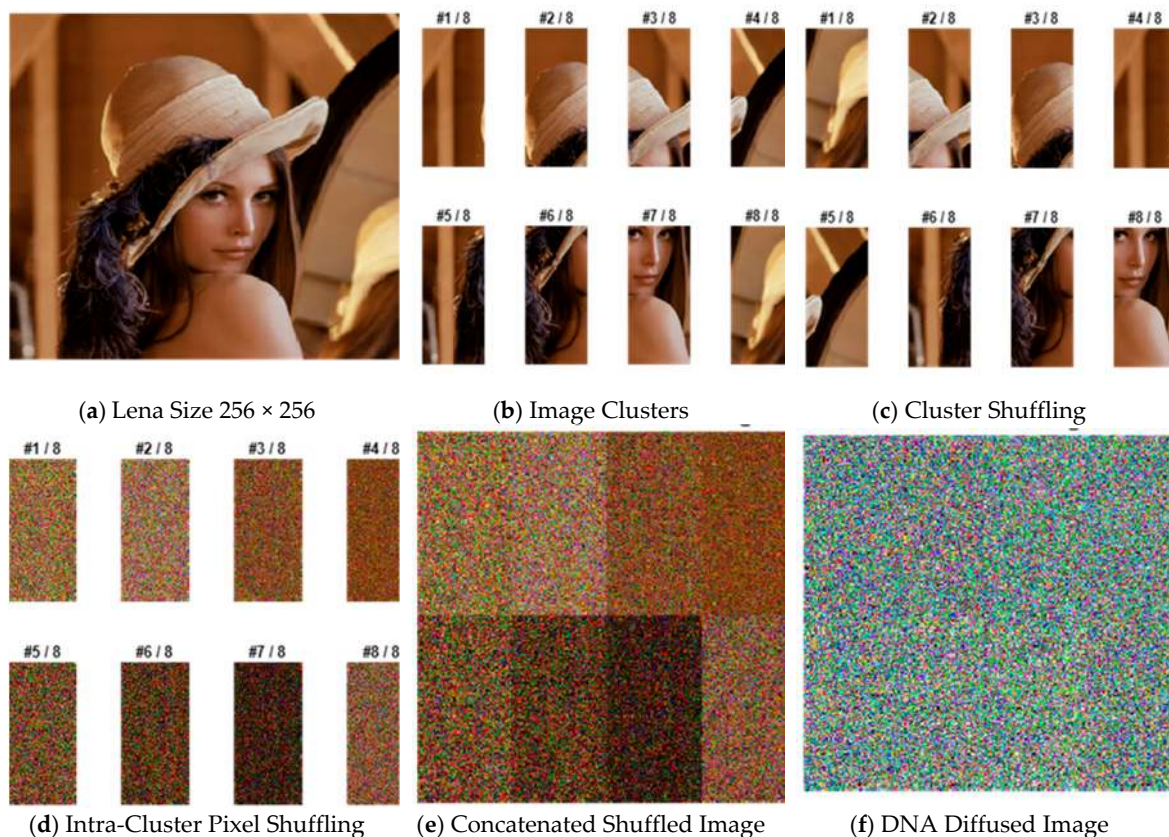 #1 / 8 #2 / 8 #3 / 8 #4 / 8 #1 / 8 #2 / 8 #3 / 8 #4 / 8
#5 / 8 #6 / 8 #7 / 8 #8 / 8 #5 / 8 #6 / 8 #7 / 8 #8 / 8
(a) Lena Size 256 × 256 (b) Image Clusters (c) Cluster Shuffling
#1 / 8 #2 / 8 #3 / 8 #4 / 8
#5 / 8 #6 / 8 #7 / 8 #8 / 8
(d) Intra-Cluster Pixel Shuffling (e) Concatenated Shuffled Image (f) DNA Diffused Image